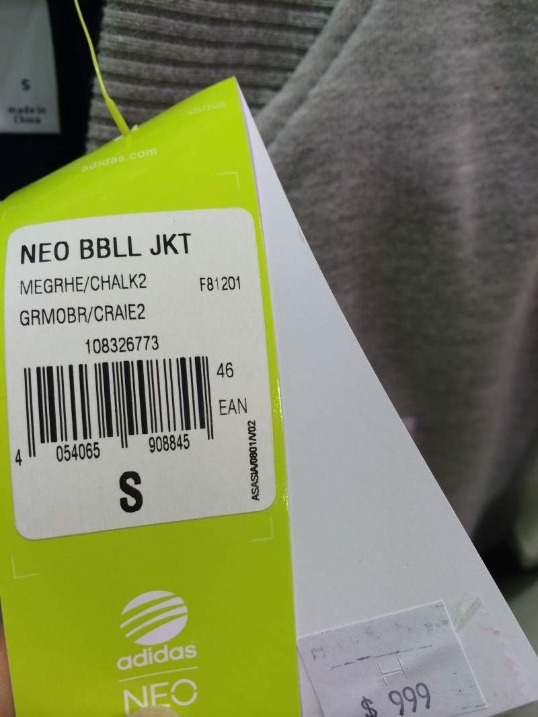 S
made in
China
adidas.com
NEO BBLL JKT
MEGRHE/CHALK2 F81201
GRMOBR/CRAIE2
108326773
46
EAN
4 054065 908845
ASASIA/0801/V02
S
adidas
NEO
$ 999